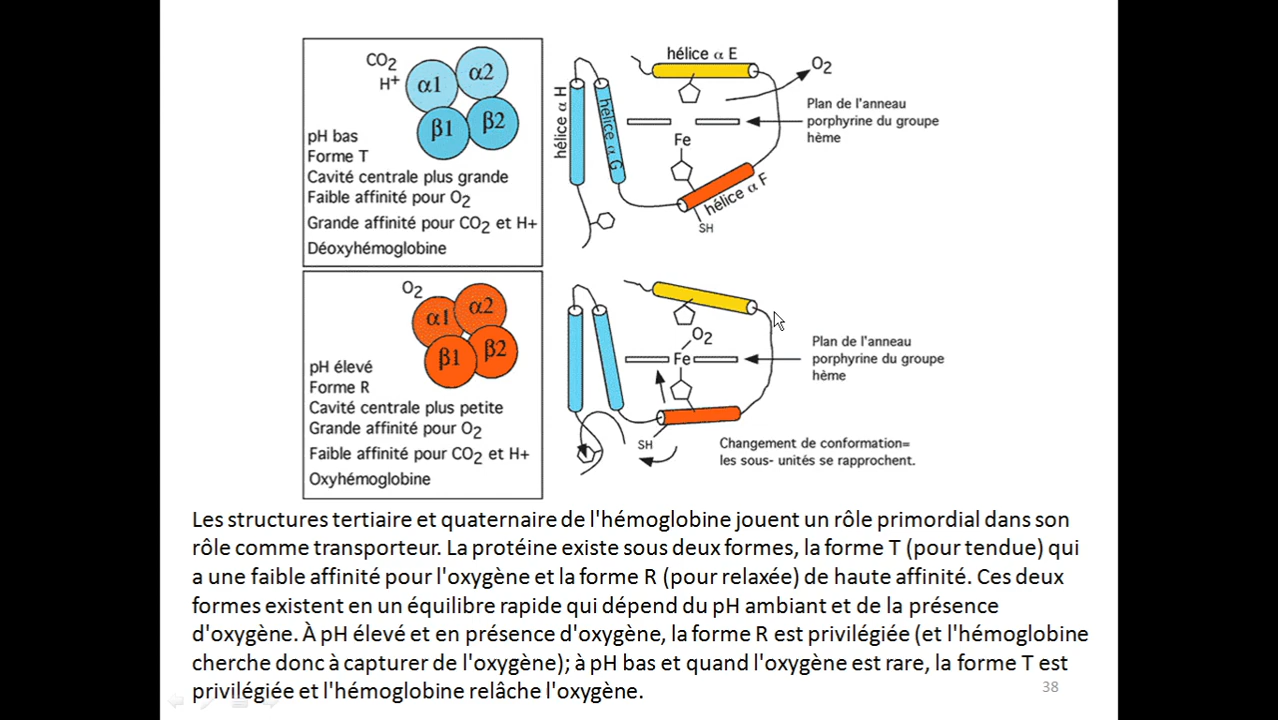 CO2
H+
α1
α2
β1
β2
pH bas
Forme T
Cavité centrale plus grande
Faible affinité pour O2
Grande affinité pour CO2 et H+
Déoxyhémoglobine
hélice α H
hélice α G
hélice α E
O2
Plan de l'anneau
porphyrine du groupe
hème
Fe
hélice α F
SH
O2
α1
α2
β1
β2
pH élevé
Forme R
Cavité centrale plus petite
Grande affinité pour O2
Faible affinité pour CO2 et H+
Oxyhémoglobine
O2
Fe
Plan de l'anneau
porphyrine du groupe
hème
SH
Changement de conformation=
les sous- unités se rapprochent.
Les structures tertiaire et quaternaire de l'hémoglobine jouent un rôle primordial dans son
rôle comme transporteur. La protéine existe sous deux formes, la forme T (pour tendue) qui
a une faible affinité pour l'oxygène et la forme R (pour relaxée) de haute affinité. Ces deux
formes existent en un équilibre rapide qui dépend du pH ambiant et de la présence
d'oxygène. À pH élevé et en présence d'oxygène, la forme R est privilégiée (et l'hémoglobine
cherche donc à capturer de l'oxygène); à pH bas et quand l'oxygène est rare, la forme T est
privilégiée et l'hémoglobine relâche l'oxygène.
38